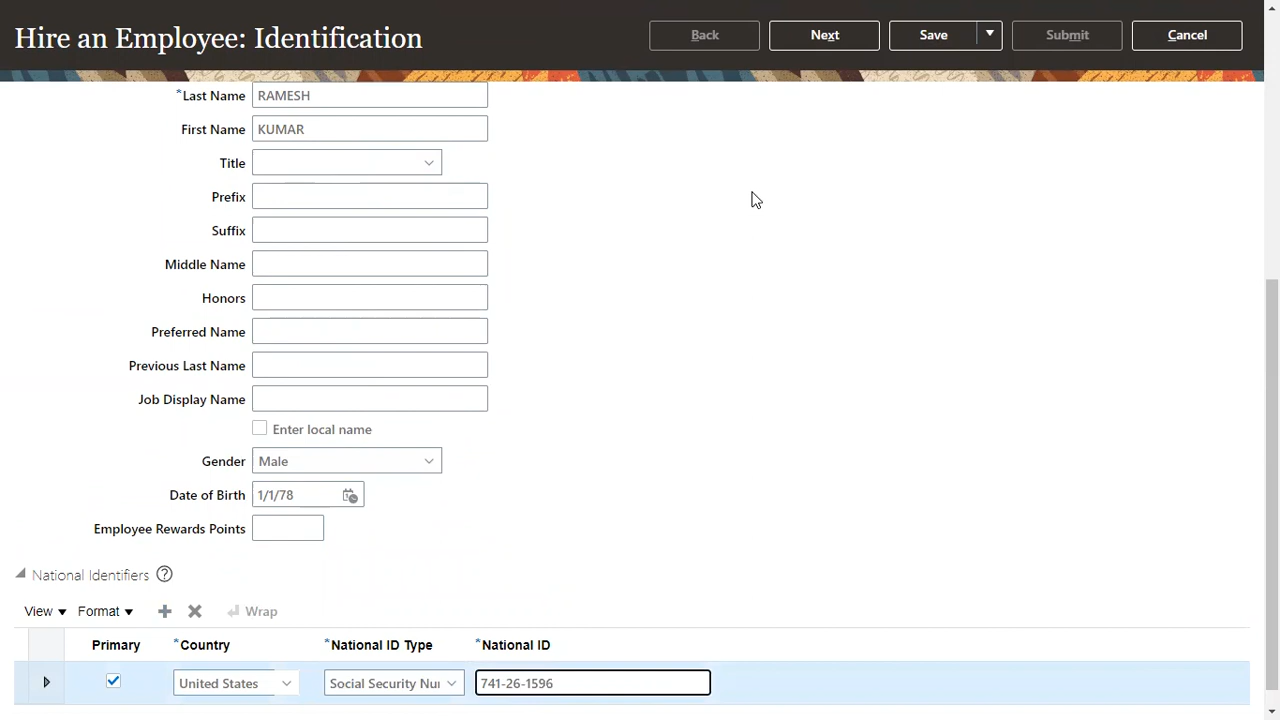 Hire an Employee: Identification
Back Next Save Submit Cancel
*Last Name RAMESH
First Name KUMAR
Title
Prefix
Suffix
Middle Name
Honors
Preferred Name
Previous Last Name
Job Display Name
Enter local name
Gender Male
Date of Birth 1/1/78
Employee Rewards Points
National Identifiers ?
View Format Wrap
Primary *Country *National ID Type *National ID
United States Social Security Nur 741-26-1596